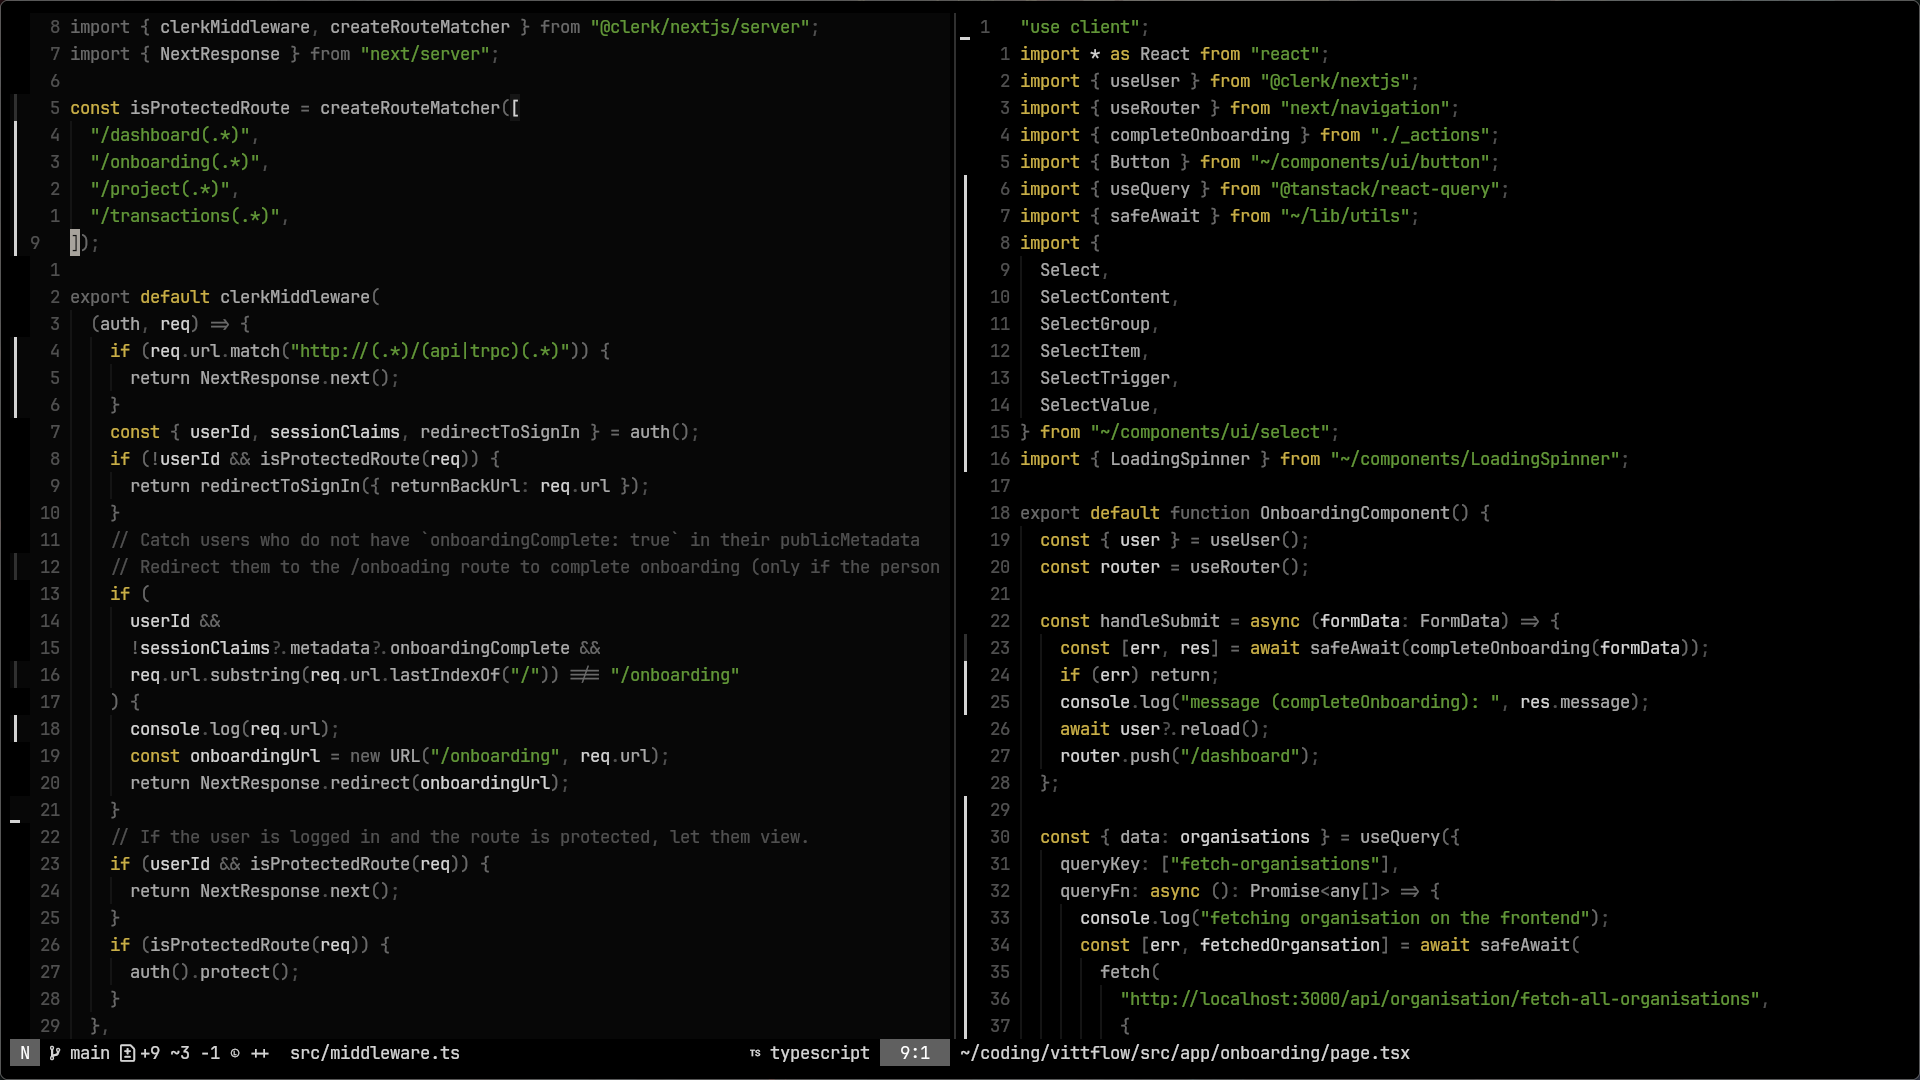 8 import { clerkMiddleware, createRouteMatcher } from "@clerk/nextjs/server";
7 import { NextResponse } from "next/server";
6
5 const isProtectedRoute = createRouteMatcher([
4 "/dashboard(.*)",
3 "/onboarding(.*)",
2 "/project(.*)",
1 "/transactions(.*)",
9 ]);
1
2 export default clerkMiddleware(
3 (auth, req) => {
4 if (req.url.match("http://(.*)/(api|trpc)(.*)")) {
5 return NextResponse.next();
6 }
7 const { userId, sessionClaims, redirectToSignIn } = auth();
8 if (!userId && isProtectedRoute(req)) {
9 return redirectToSignIn({ returnBackUrl: req.url });
10 }
11 // Catch users who do not have `onboardingComplete: true` in their publicMetadata
12 // Redirect them to the /onboading route to complete onboarding (only if the person
13 if (
14 userId &&
15 !sessionClaims?.metadata?.onboardingComplete &&
16 req.url.substring(req.url.lastIndexOf("/")) !== "/onboarding"
17 ) {
18 console.log(req.url);
19 const onboardingUrl = new URL("/onboarding", req.url);
20 return NextResponse.redirect(onboardingUrl);
21 }
22 // If the user is logged in and the route is protected, let them view.
23 if (userId && isProtectedRoute(req)) {
24 return NextResponse.next();
25 }
26 if (isProtectedRoute(req)) {
27 auth().protect();
28 }
29 },
N main +9 ~3 -1 src/middleware.ts TS typescript 9:1
1 "use client";
1 import * as React from "react";
2 import { useUser } from "@clerk/nextjs";
3 import { useRouter } from "next/navigation";
4 import { completeOnboarding } from "./_actions";
5 import { Button } from "~/components/ui/button";
6 import { useQuery } from "@tanstack/react-query";
7 import { safeAwait } from "~/lib/utils";
8 import {
9 Select,
10 SelectContent,
11 SelectGroup,
12 SelectItem,
13 SelectTrigger,
14 SelectValue,
15 } from "~/components/ui/select";
16 import { LoadingSpinner } from "~/components/LoadingSpinner";
17
18 export default function OnboardingComponent() {
19 const { user } = useUser();
20 const router = useRouter();
21
22 const handleSubmit = async (formData: FormData) => {
23 const [err, res] = await safeAwait(completeOnboarding(formData));
24 if (err) return;
25 console.log("message (completeOnboarding): ", res.message);
26 await user?.reload();
27 router.push("/dashboard");
28 };
29
30 const { data: organisations } = useQuery({
31 queryKey: ["fetch-organisations"],
32 queryFn: async (): Promise<any[]> => {
33 console.log("fetching organisation on the frontend");
34 const [err, fetchedOrgansation] = await safeAwait(
35 fetch(
36 "http://localhost:3000/api/organisation/fetch-all-organisations",
37 {
~/coding/vittflow/src/app/onboarding/page.tsx